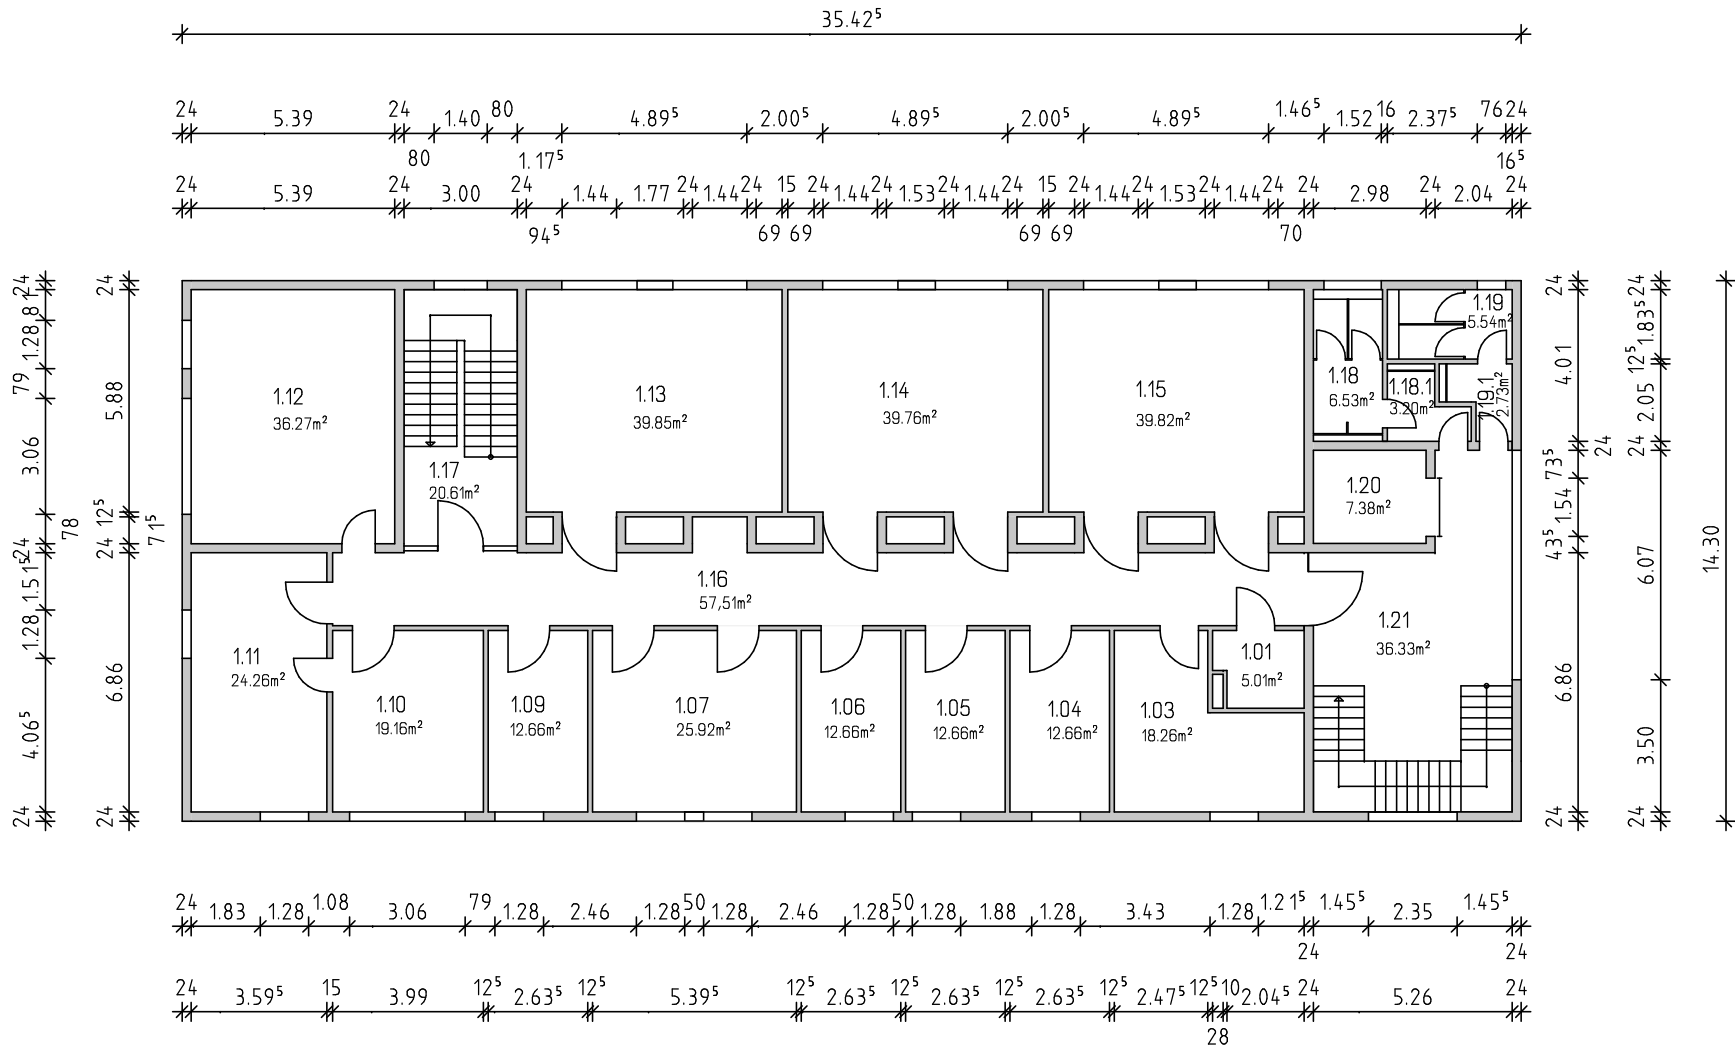 35.42⁵
24 5.39 24 1.40 80 4.89⁵ 2.00⁵ 4.89⁵ 2.00⁵ 4.89⁵ 1.46⁵ 1.52 16 2.37⁵ 76 24
80 1.17⁵ 16⁵
24 5.39 24 3.00 24 1.44 1.77 24 1.44 24 15 24 1.44 24 1.53 24 1.44 24 15 24 1.44 24 1.53 24 1.44 24 24 2.98 24 2.04 24
94⁵ 69 69 69 69 70
24 81 1.28 79 3.06 78 24 1.51⁵ 1.28 4.06⁵ 24
24 5.88 12⁵ 24 71⁵ 6.86 24
1.12
36.27m²
1.17
20.61m²
1.13
39.85m²
1.14
39.76m²
1.15
39.82m²
1.18
6.53m²
1.18.1
3.20m²
1.19
5.54m²
1.19.1
2.73m²
1.20
7.38m²
1.16
57,51m²
1.21
36.33m²
1.11
24.26m²
1.10
19.16m²
1.09
12.66m²
1.07
25.92m²
1.06
12.66m²
1.05
12.66m²
1.04
12.66m²
1.03
18.26m²
1.01
5.01m²
24 4.01 24 73⁵ 1.54 43⁵ 6.86 24
24 1.83⁵ 12⁵ 2.05 24 6.07 3.50 24
14.30
24 1.83 1.28 1.08 3.06 79 1.28 2.46 1.28 50 1.28 2.46 1.28 50 1.28 1.88 1.28 3.43 1.28 1.21⁵ 1.45⁵ 2.35 1.45⁵
24 24
24 3.59⁵ 15 3.99 12⁵ 2.63⁵ 12⁵ 5.39⁵ 12⁵ 2.63⁵ 12⁵ 2.63⁵ 12⁵ 2.63⁵ 12⁵ 2.47⁵ 12⁵ 10 2.04⁵ 24 5.26 24
28